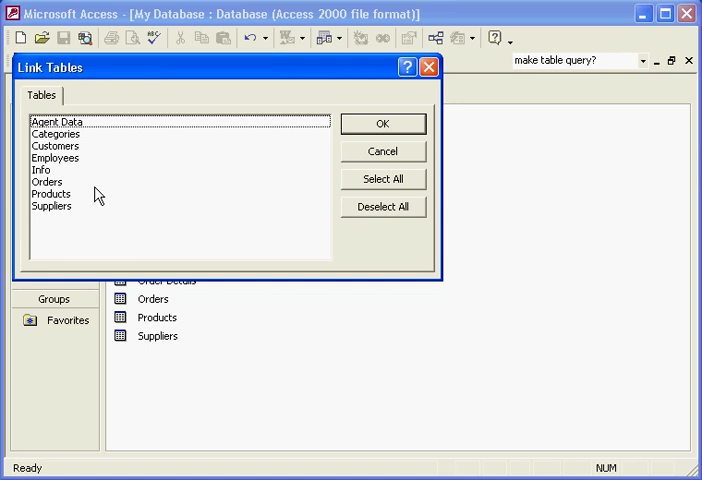 Microsoft Access - [My Database : Database (Access 2000 file format)]
make table query?
Link Tables
Tables
Agent Data
Categories
Customers
Employees
Info
Orders
Products
Suppliers
OK
Cancel
Select All
Deselect All
Order Details
Groups
Favorites
Orders
Products
Suppliers
Ready
NUM